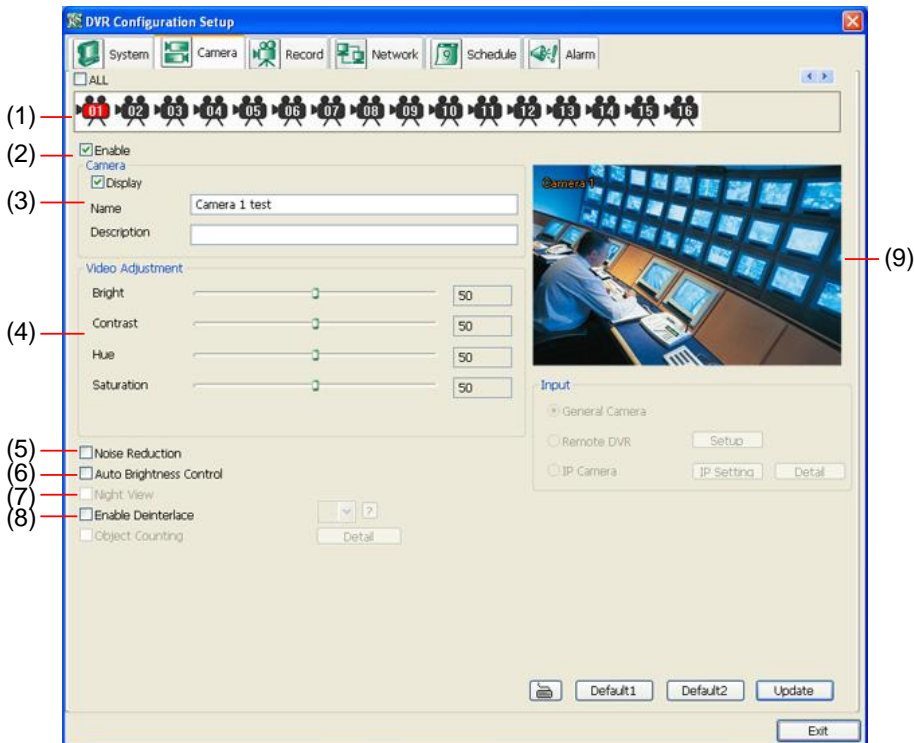 DVR Configuration Setup
System Camera Record Network Schedule Alarm
ALL
(1) 01 02 03 04 05 06 07 08 09 10 11 12 13 14 15 16
(2) Enable
Camera
Display
(3) Name Camera 1 test
Description
Camera 1
(9)
Video Adjustment
Bright 50
Contrast 50
(4)
Hue 50
Saturation 50
Input
General Camera
Remote DVR Setup
IP Camera IP Setting Detail
(5) Noise Reduction
(6) Auto Brightness Control
(7) Night View
(8) Enable Deinterlace ?
Object Counting Detail
Default1 Default2 Update
Exit